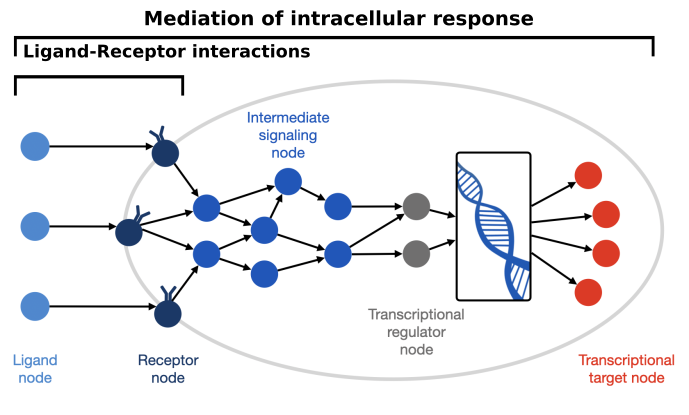 Mediation of intracellular response
Ligand-Receptor interactions
Intermediate
signaling
node
Transcriptional
regulator
node
Ligand
node
Receptor
node
Transcriptional
target node